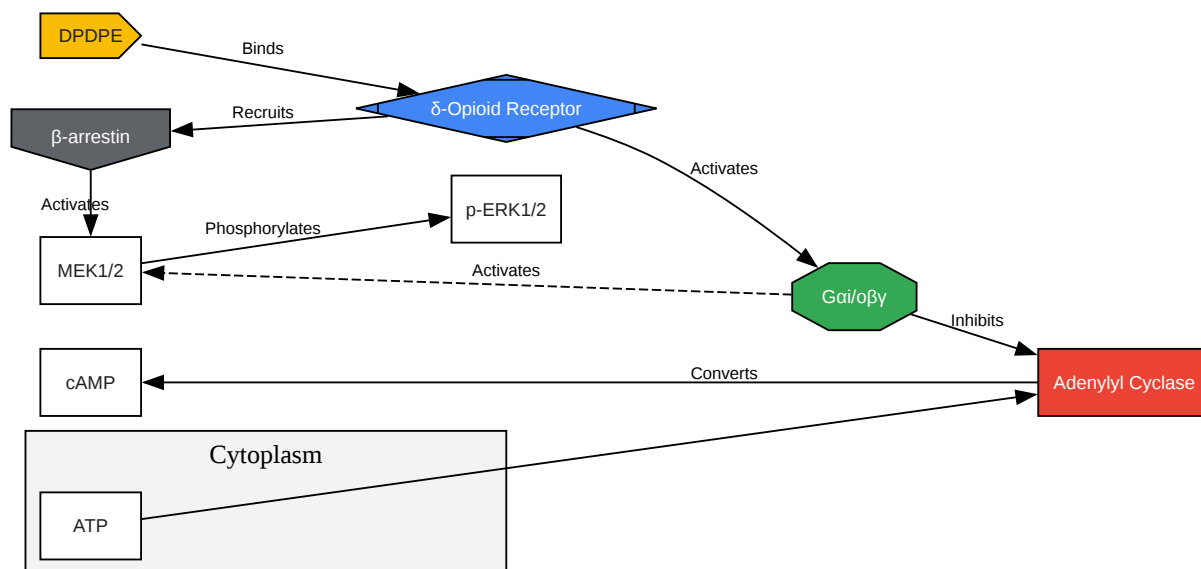 DPDPE
Binds
δ-Opioid Receptor
Recruits
β-arrestin
Activates
Activates
p-ERK1/2
Phosphorylates
MEK1/2
Activates
Gαi/oβγ
Inhibits
Adenylyl Cyclase
Converts
cAMP
Cytoplasm
ATP